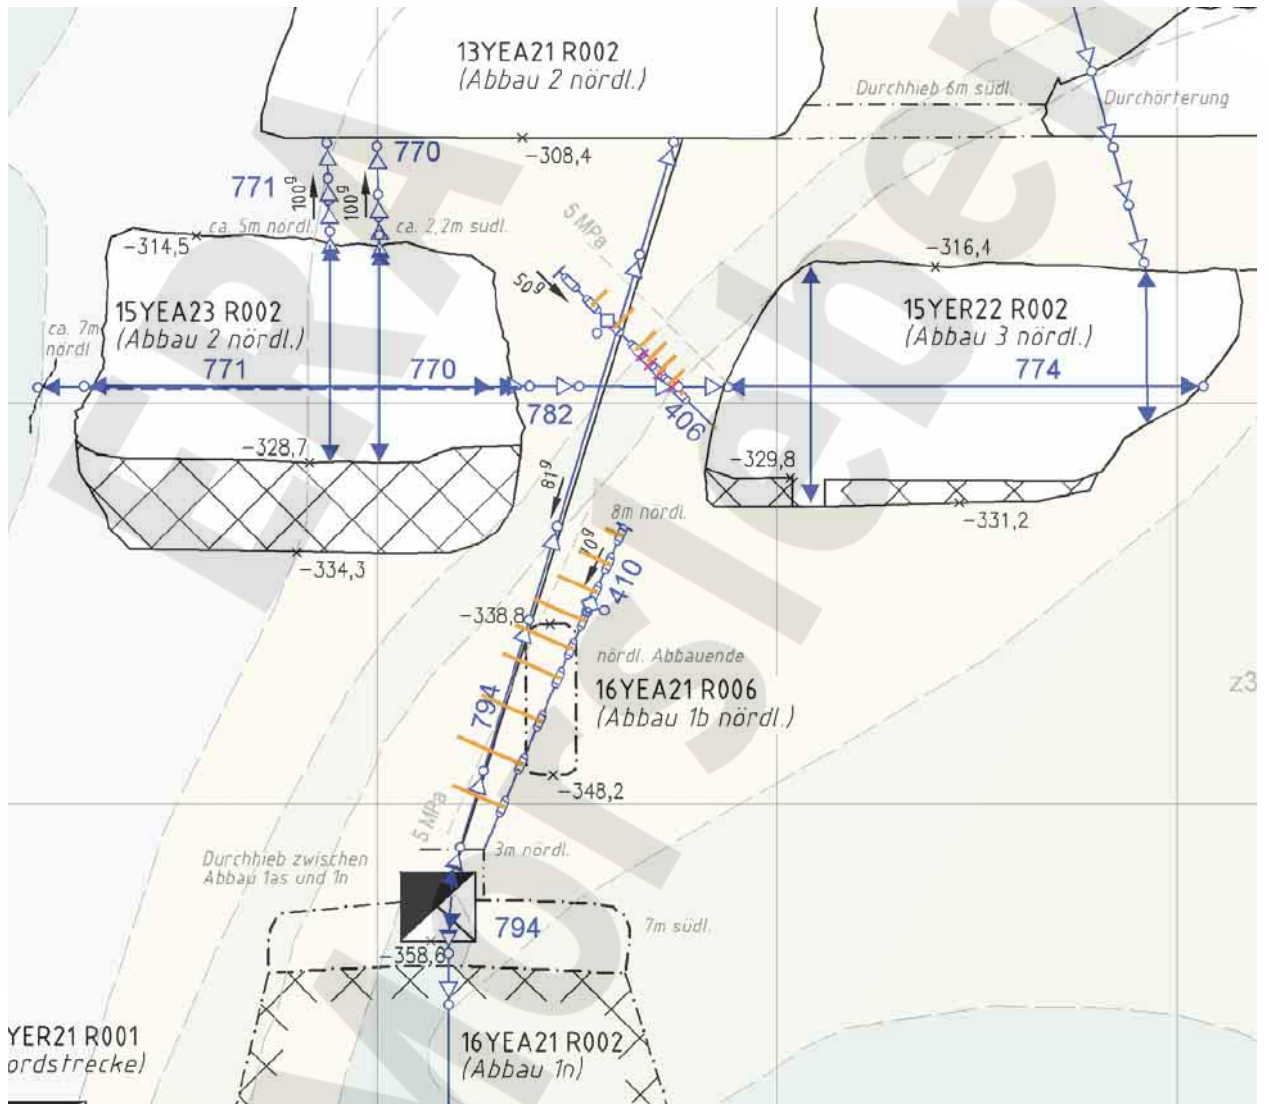 13YEA21 R002
(Abbau 2 nördl.)
Durchhieb 6m südl.
Durchörterung
-308,4
770
771
100g
100g
5 MPa
ca. 5m nördl.
ca. 2,2m südl.
-314,5
-316,4
50g
15YEA23 R002
(Abbau 2 nördl.)
15YER22 R002
(Abbau 3 nördl.)
ca. 7m
nördl
771
770
774
782
406
-328,7
-329,8
81g
8m nördl.
-331,2
70g
-334,3
410
-338,8
nördl. Abbauende
16YEA21 R006
(Abbau 1b nördl.)
z3
794
-348,2
5 MPa
3m nördl.
Durchhieb zwischen
Abbau 1as und 1n
794
7m südl.
-358,6
YER21 R001
ordstrecke)
16YEA21 R002
(Abbau 1n)
ERA Morsleben